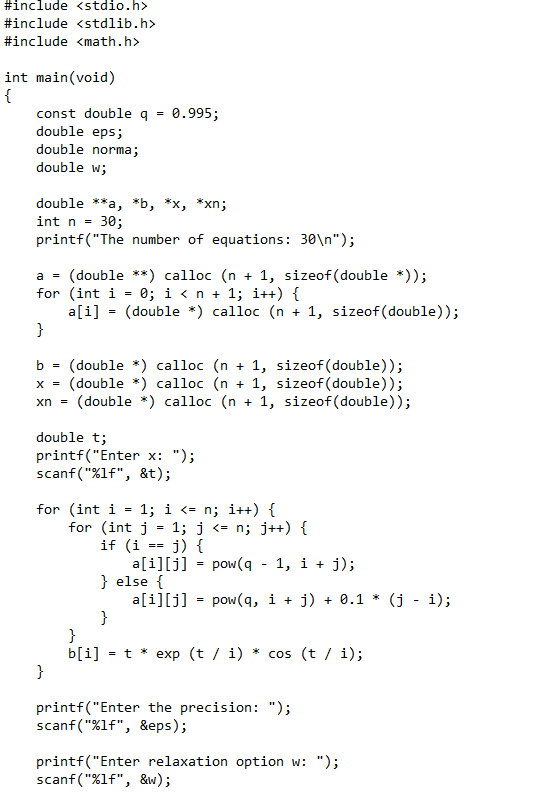 #include <stdio.h>
#include <stdlib.h>
#include <math.h>

int main(void)
{
    const double q = 0.995;
    double eps;
    double norma;
    double w;

    double **a, *b, *x, *xn;
    int n = 30;
    printf("The number of equations: 30\n");

    a = (double **) calloc (n + 1, sizeof(double *));
    for (int i = 0; i < n + 1; i++) {
        a[i] = (double *) calloc (n + 1, sizeof(double));
    }

    b = (double *) calloc (n + 1, sizeof(double));
    x = (double *) calloc (n + 1, sizeof(double));
    xn = (double *) calloc (n + 1, sizeof(double));

    double t;
    printf("Enter x: ");
    scanf("%lf", &t);

    for (int i = 1; i <= n; i++) {
        for (int j = 1; j <= n; j++) {
            if (i == j) {
                a[i][j] = pow(q - 1, i + j);
            } else {
                a[i][j] = pow(q, i + j) + 0.1 * (j - i);
            }
        }
        b[i] = t * exp (t / i) * cos (t / i);
    }

    printf("Enter the precision: ");
    scanf("%lf", &eps);

    printf("Enter relaxation option w: ");
    scanf("%lf", &w);